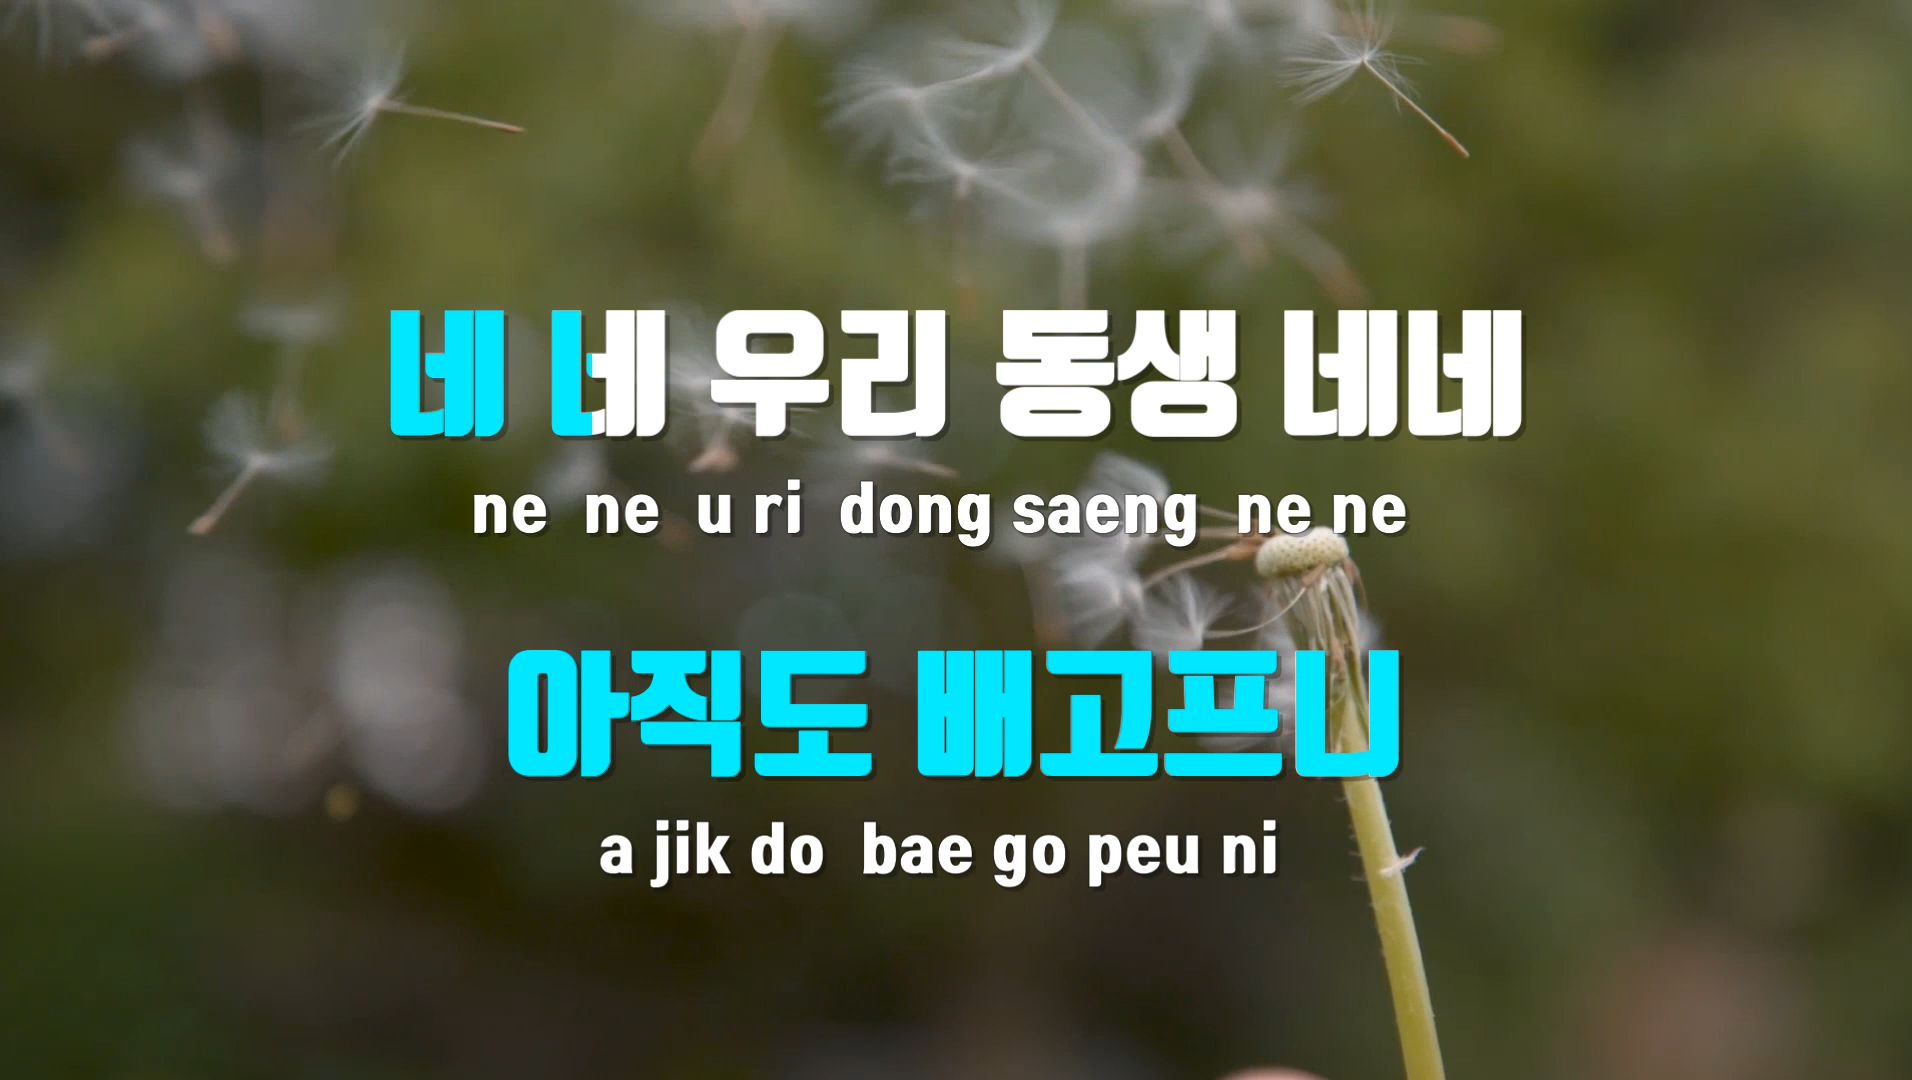 네 네 우리 동생 네네
ne ne u ri dong saeng ne ne
아직도 배고프니
a jik do bae go peu ni